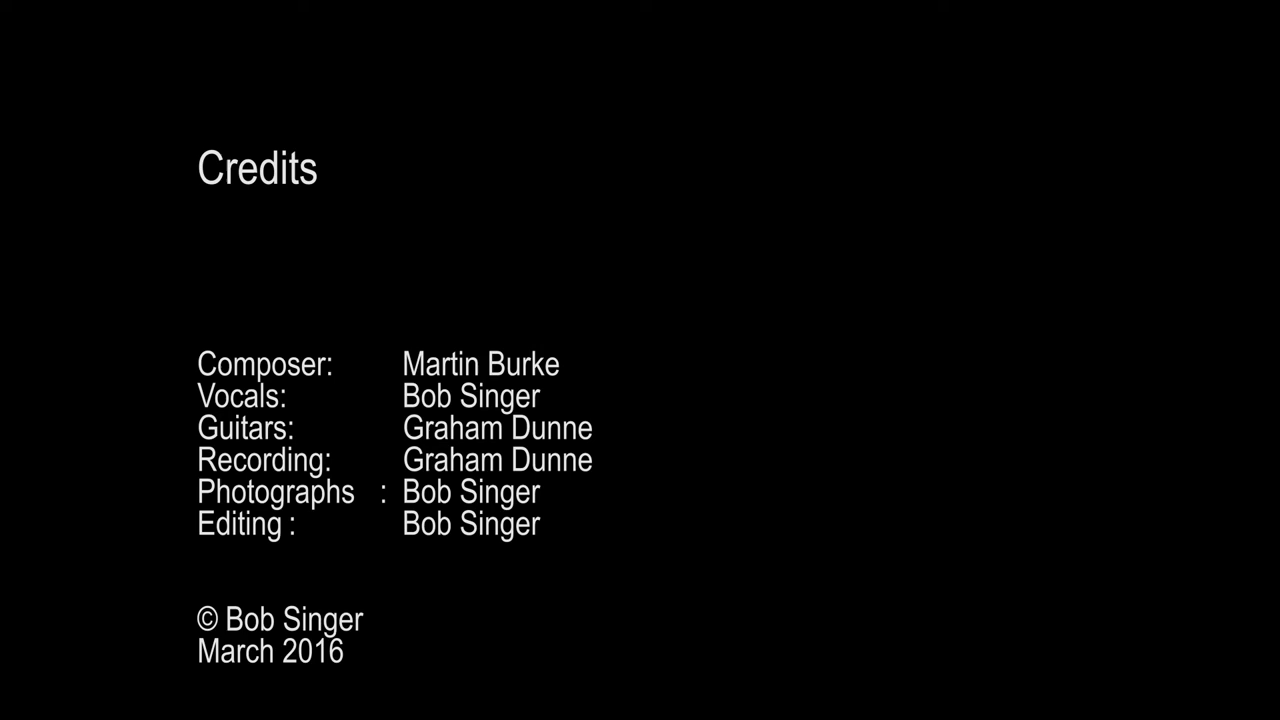 Credits
Composer: Martin Burke
Vocals: Bob Singer
Guitars: Graham Dunne
Recording: Graham Dunne
Photographs : Bob Singer
Editing : Bob Singer
© Bob Singer
March 2016